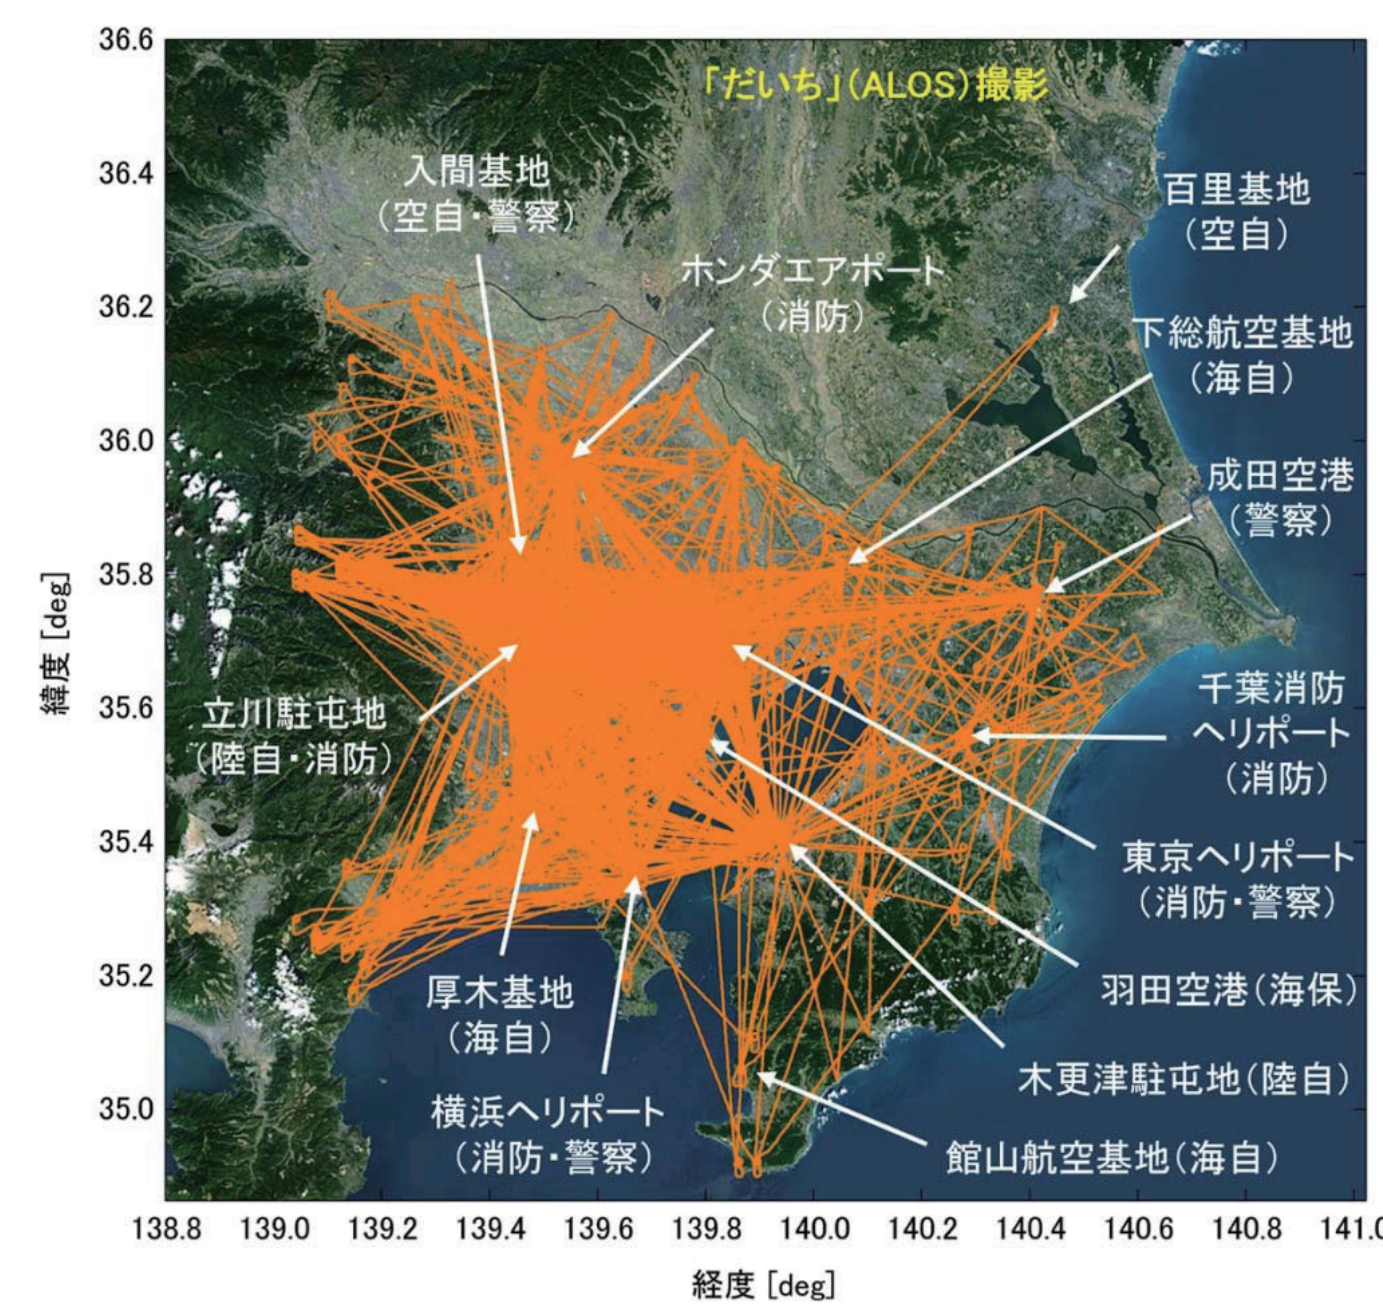 「だいち」(ALOS)撮影
入間基地
(空自・警察)
百里基地
(空自)
ホンダエアポート
(消防)
下総航空基地
(海自)
成田空港
(警察)
立川駐屯地
(陸自・消防)
千葉消防
ヘリポート
(消防)
東京ヘリポート
(消防・警察)
羽田空港(海保)
厚木基地
(海自)
木更津駐屯地(陸自)
横浜ヘリポート
(消防・警察)
館山航空基地(海自)
緯度 [deg]
36.6
36.4
36.2
36.0
35.8
35.6
35.4
35.2
35.0
138.8 139.0 139.2 139.4 139.6 139.8 140.0 140.2 140.4 140.6 140.8 141.0
経度 [deg]